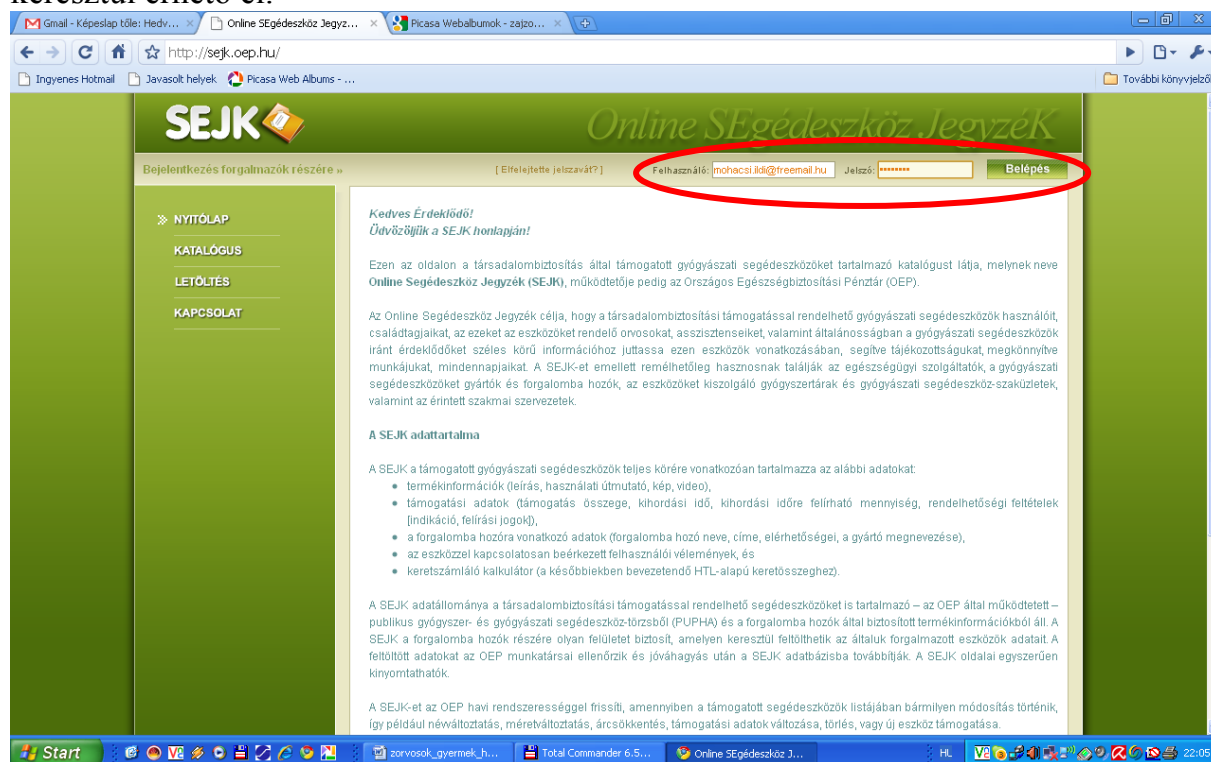 keresztül érhető el.
Gmail - Képeslap tőle: Hedv...
Online SEgédeszköz Jegyz...
Picasa Webalbumok - zajzo...
http://sejk.oep.hu/
Ingyenes Hotmail
Javasolt helyek
Picasa Web Albums - ...
További könyvjelző
SEJK
Online SEgédeszköz JegyzéK
Bejelentkezés forgalmazók részére
[ Elfelejtette jelszavát? ]
Felhasználó: mohacsi.ildi@freemail.hu
Jelszó: ********
Belépés
NYITÓLAP
KATALÓGUS
LETÖLTÉS
KAPCSOLAT
Kedves Érdeklődő!
Üdvözöljük a SEJK honlapján!
Ezen az oldalon a társadalombiztosítás által támogatott gyógyászati segédeszközöket tartalmazó katalógust látja, melynek neve
Online Segédeszköz Jegyzék (SEJK), működtetője pedig az Országos Egészségbiztosítási Pénztár (OEP).
Az Online Segédeszköz Jegyzék célja, hogy a társadalombiztosítási támogatással rendelhető gyógyászati segédeszközök használóit,
családtagjaikat, az ezeket az eszközöket rendelő orvosokat, asszisztenseiket, valamint általánosságban a gyógyászati segédeszközök
iránt érdeklődőket széles körű információhoz juttassa ezen eszközök vonatkozásában, segítve tájékozottságukat, megkönnyítve
munkájukat, mindennapjaikat. A SEJK-et emellett remélhetőleg hasznosnak találják az egészségügyi szolgáltatók, a gyógyászati
segédeszközöket gyártók és forgalomba hozók, az eszközöket kiszolgáló gyógyszertárak és gyógyászati segédeszköz-szaküzletek,
valamint az érintett szakmai szervezetek.
A SEJK adattartalma
A SEJK a támogatott gyógyászati segédeszközök teljes körére vonatkozóan tartalmazza az alábbi adatokat:
• termékinformációk (leírás, használati útmutató, kép, video),
• támogatási adatok (támogatás összege, kihordási idő, kihordási időre felírható mennyiség, rendelhetőségi feltételek
[indikáció, felírási jogok]),
• a forgalomba hozóra vonatkozó adatok (forgalomba hozó neve, címe, elérhetőségei, a gyártó megnevezése),
• az eszközzel kapcsolatosan beérkezett felhasználói vélemények, és
• keretszámláló kalkulátor (a későbbiekben bevezetendő HTL-alapú keretösszeghez).
A SEJK adatállománya a társadalombiztosítási támogatással rendelhető segédeszközöket is tartalmazó – az OEP által működtetett –
publikus gyógyszer- és gyógyászati segédeszköz-törzsből (PUPHA) és a forgalomba hozók által biztosított termékinformációkból áll. A
SEJK a forgalomba hozók részére olyan felületet biztosít, amelyen keresztül feltölthetik az általuk forgalmazott eszközök adatait. A
feltöltött adatokat az OEP munkatársai ellenőrzik és jóváhagyás után a SEJK adatbázisba továbbítják. A SEJK oldalai egyszerűen
kinyomtathatók.
A SEJK-et az OEP havi rendszerességgel frissíti, amennyiben a támogatott segédeszközök listájában bármilyen módosítás történik,
így például névváltoztatás, méretváltoztatás, árcsökkentés, támogatási adatok változása, törlés, vagy új eszköz támogatása.
Start
zorvosok_gyermek_h...
Total Commander 6.5...
Online SEgédeszköz J...
HL
22:05